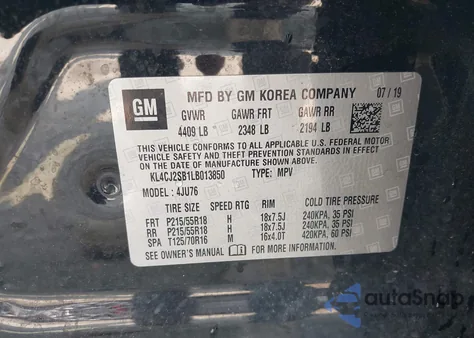 GM MFD BY GM KOREA COMPANY 07/19
GVWR GAWR FRT GAWR RR
4409 LB 2348 LB 2194 LB
THIS VEHICLE CONFORMS TO ALL APPLICABLE U.S. FEDERAL MOTOR
VEHICLE SAFETY, BUMPER, AND THEFT PREVENTION STANDARDS IN EFFECT ON THE
DATE OF MANUFACTURE SHOWN ABOVE.
KL4CJ2SB1LB013850 TYPE: MPV
MODEL: 4JU76
TIRE SIZE SPEED RTG RIM COLD TIRE PRESSURE
FRT P215/55R18 H 18x7.5J 240KPA, 35 PSI
RR P215/55R18 H 18x7.5J 240KPA, 35 PSI
SPA T125/70R16 M 16x4.0T 420KPA, 60 PSI
SEE OWNER'S MANUAL FOR MORE INFORMATION.
autoSnap